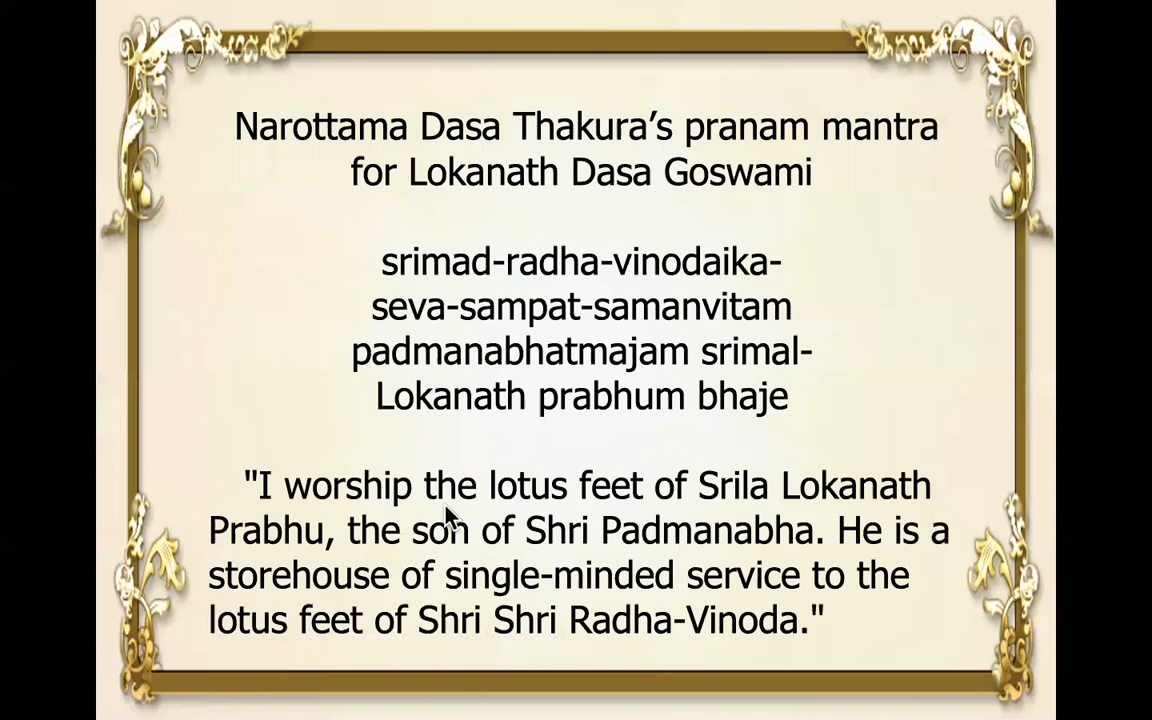 Narottama Dasa Thakura’s pranam mantra
for Lokanath Dasa Goswami
srimad-radha-vinodaika-
seva-sampat-samanvitam
padmanabhatmajam srimal-
Lokanath prabhum bhaje
"I worship the lotus feet of Srila Lokanath
Prabhu, the son of Shri Padmanabha. He is a
storehouse of single-minded service to the
lotus feet of Shri Shri Radha-Vinoda."